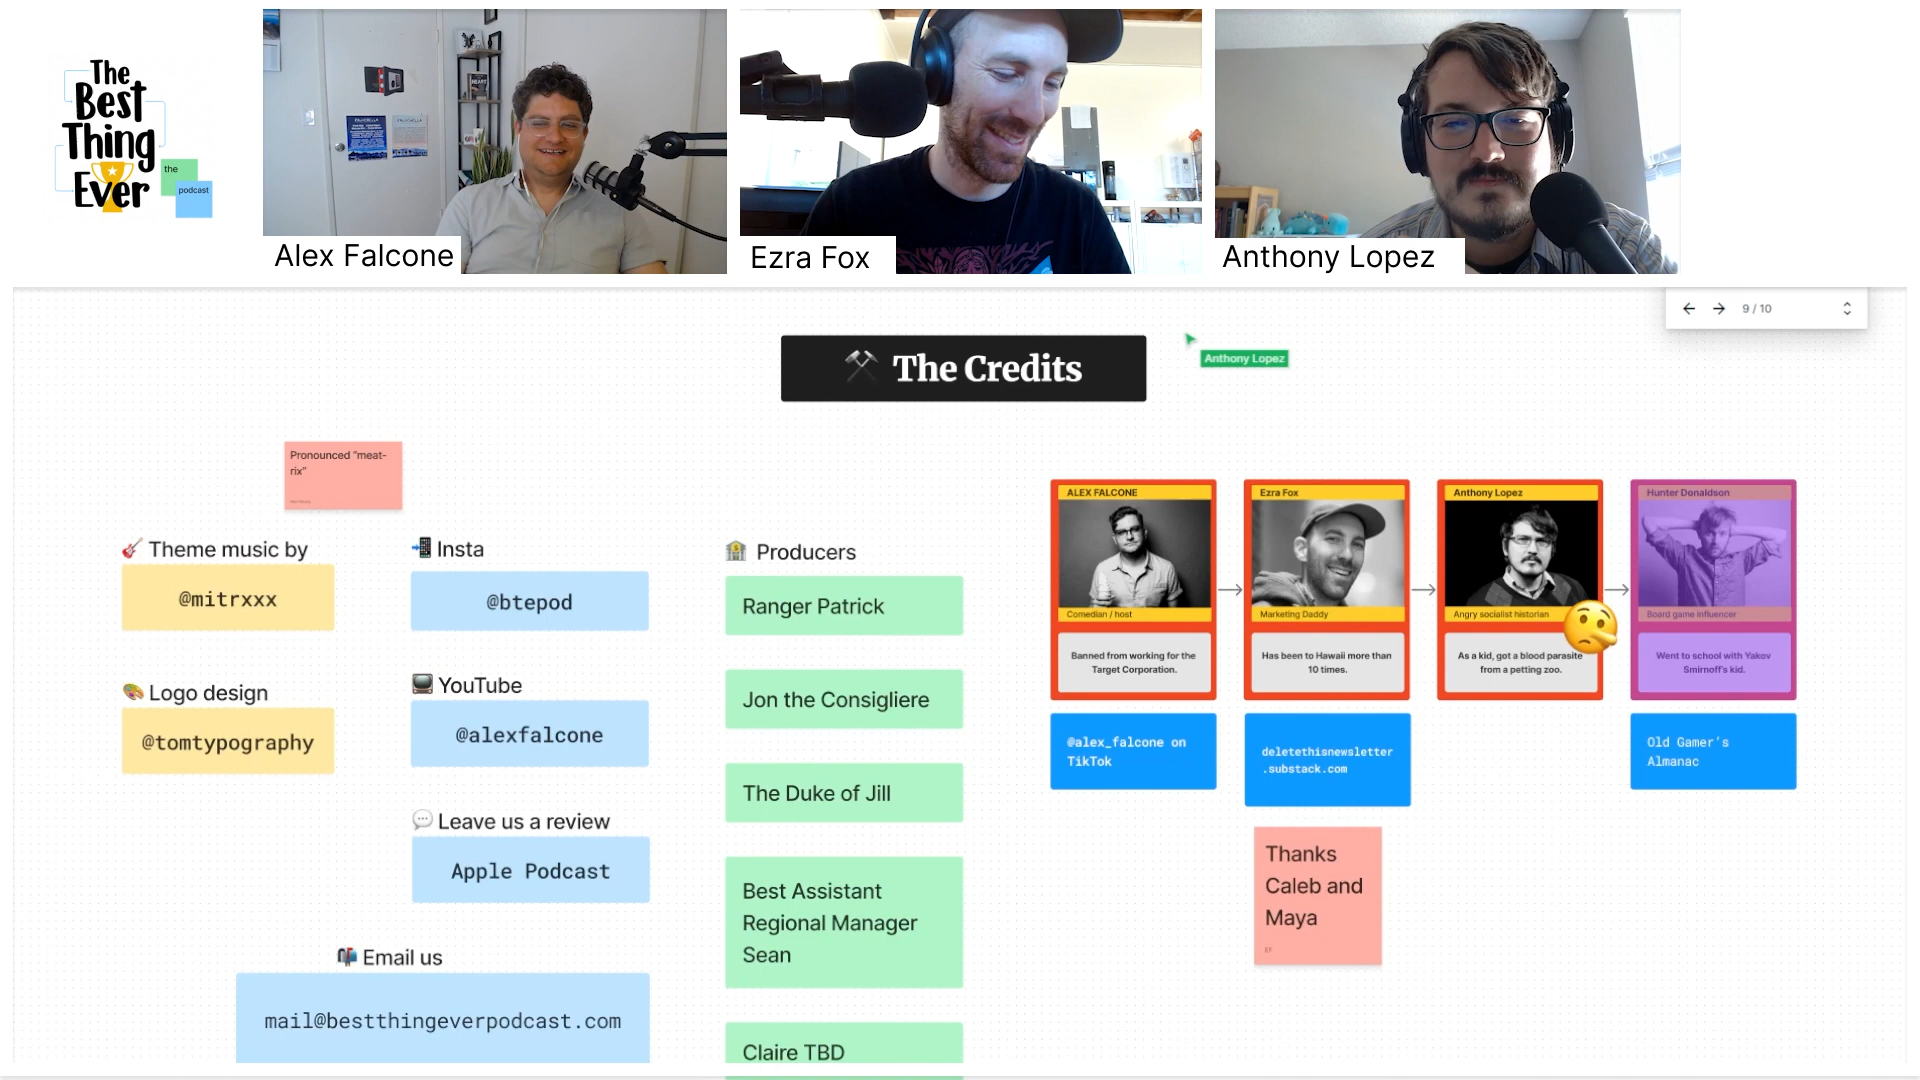 The
Best
Thing
Ever
the
podcast
Alex Falcone
Ezra Fox
Anthony Lopez
9 / 10
The Credits
Anthony Lopez
Pronounced “meat-
rix”
Theme music by
@mitrxxx
Logo design
@tomtypography
Insta
@btepod
YouTube
@alexfalcone
Leave us a review
Apple Podcast
Email us
mail@bestthingeverpodcast.com
Producers
Ranger Patrick
Jon the Consigliere
The Duke of Jill
Best Assistant
Regional Manager
Sean
Claire TBD
ALEX FALCONE
Comedian / host
Banned from working for the
Target Corporation.
@alex_falcone on
TikTok
Ezra Fox
Marketing Daddy
Has been to Hawaii more than
10 times.
deletethisnewsletter
.substack.com
Thanks
Caleb and
Maya
EF
Anthony Lopez
Angry socialist historian
As a kid, got a blood parasite
from a petting zoo.
Hunter Donaldson
Board game influencer
Went to school with Yakov
Smirnoff’s kid.
Old Gamer’s
Almanac